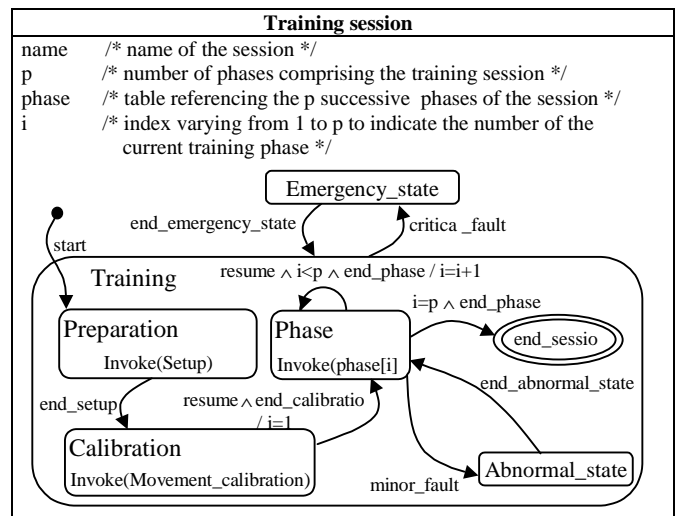 Training session
name /* name of the session */
p /* number of phases comprising the training session */
phase /* table referencing the p successive phases of the session */
i /* index varying from 1 to p to indicate the number of the
current training phase */
Emergency_state
end_emergency_state
critica _fault
start
Training
resume ∧ i<p ∧ end_phase / i=i+1
i=p ∧ end_phase
Preparation
Invoke(Setup)
Phase
Invoke(phase[i]
end_sessio
end_setup
resume ∧ end_calibratio
/ i=1
end_abnormal_state
Calibration
Invoke(Movement_calibration)
minor_fault
Abnormal_state